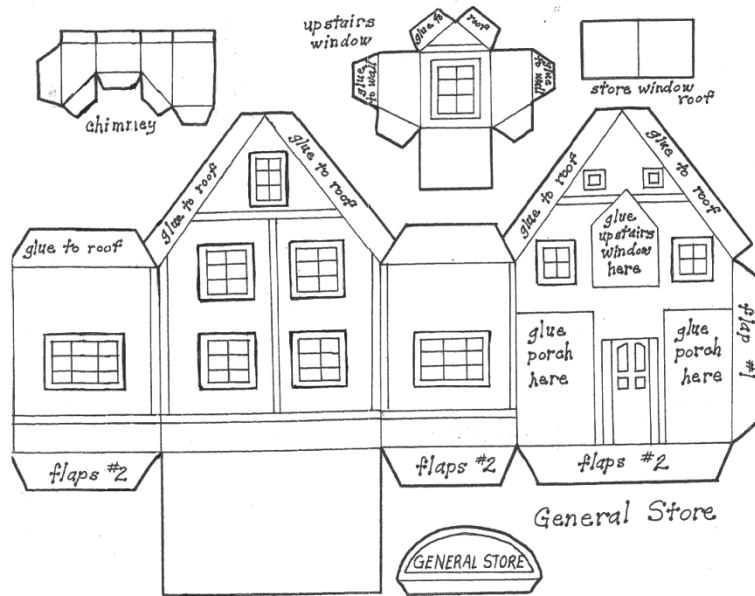 upstairs
window
glue to
roof
glue
to wall
glue
to wall
store window
roof
chimney
glue to roof
glue to roof
glue to roof
glue to roof
glue to roof
glue
upstairs
window
here
glue
porch
here
glue
porch
here
flap #1
flaps #2
flaps #2
flaps #2
General Store
GENERAL STORE